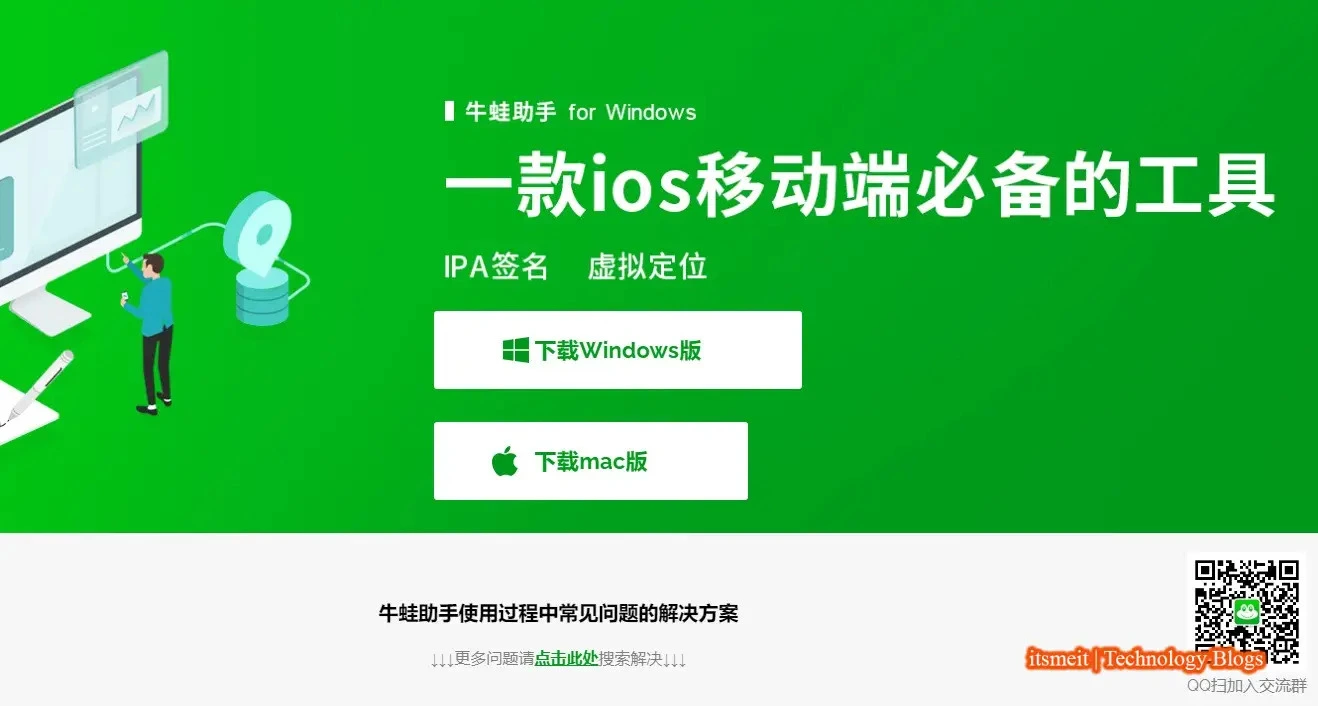 牛蛙助手 for Windows
一款ios移动端必备的工具
IPA签名 虚拟定位
下载Windows版
下载mac版
牛蛙助手使用过程中常见问题的解决方案
↓↓↓更多问题请点击此处搜索解决↓↓↓
itsmeit | Technology Blogs
QQ扫加入交流群